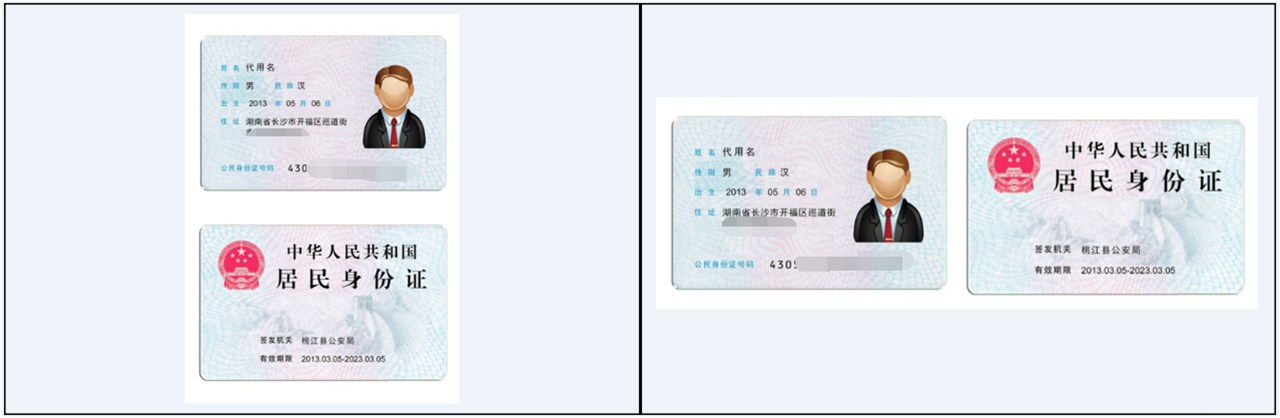 姓 名 代用名
性 别 男 民 族 汉
出 生 2013 年 05 月 06 日
住 址 湖南省长沙市开福区巡道街
公民身份证号码 430
中华人民共和国
居民身份证
签发机关 桃江县公安局
有效期限 2013.03.05-2023.03.05
姓 名 代用名
性 别 男 民 族 汉
出 生 2013 年 05 月 06 日
住 址 湖南省长沙市开福区巡道街
公民身份证号码 430
中华人民共和国
居民身份证
签发机关 桃江县公安局
有效期限 2013.03.05-2023.03.05